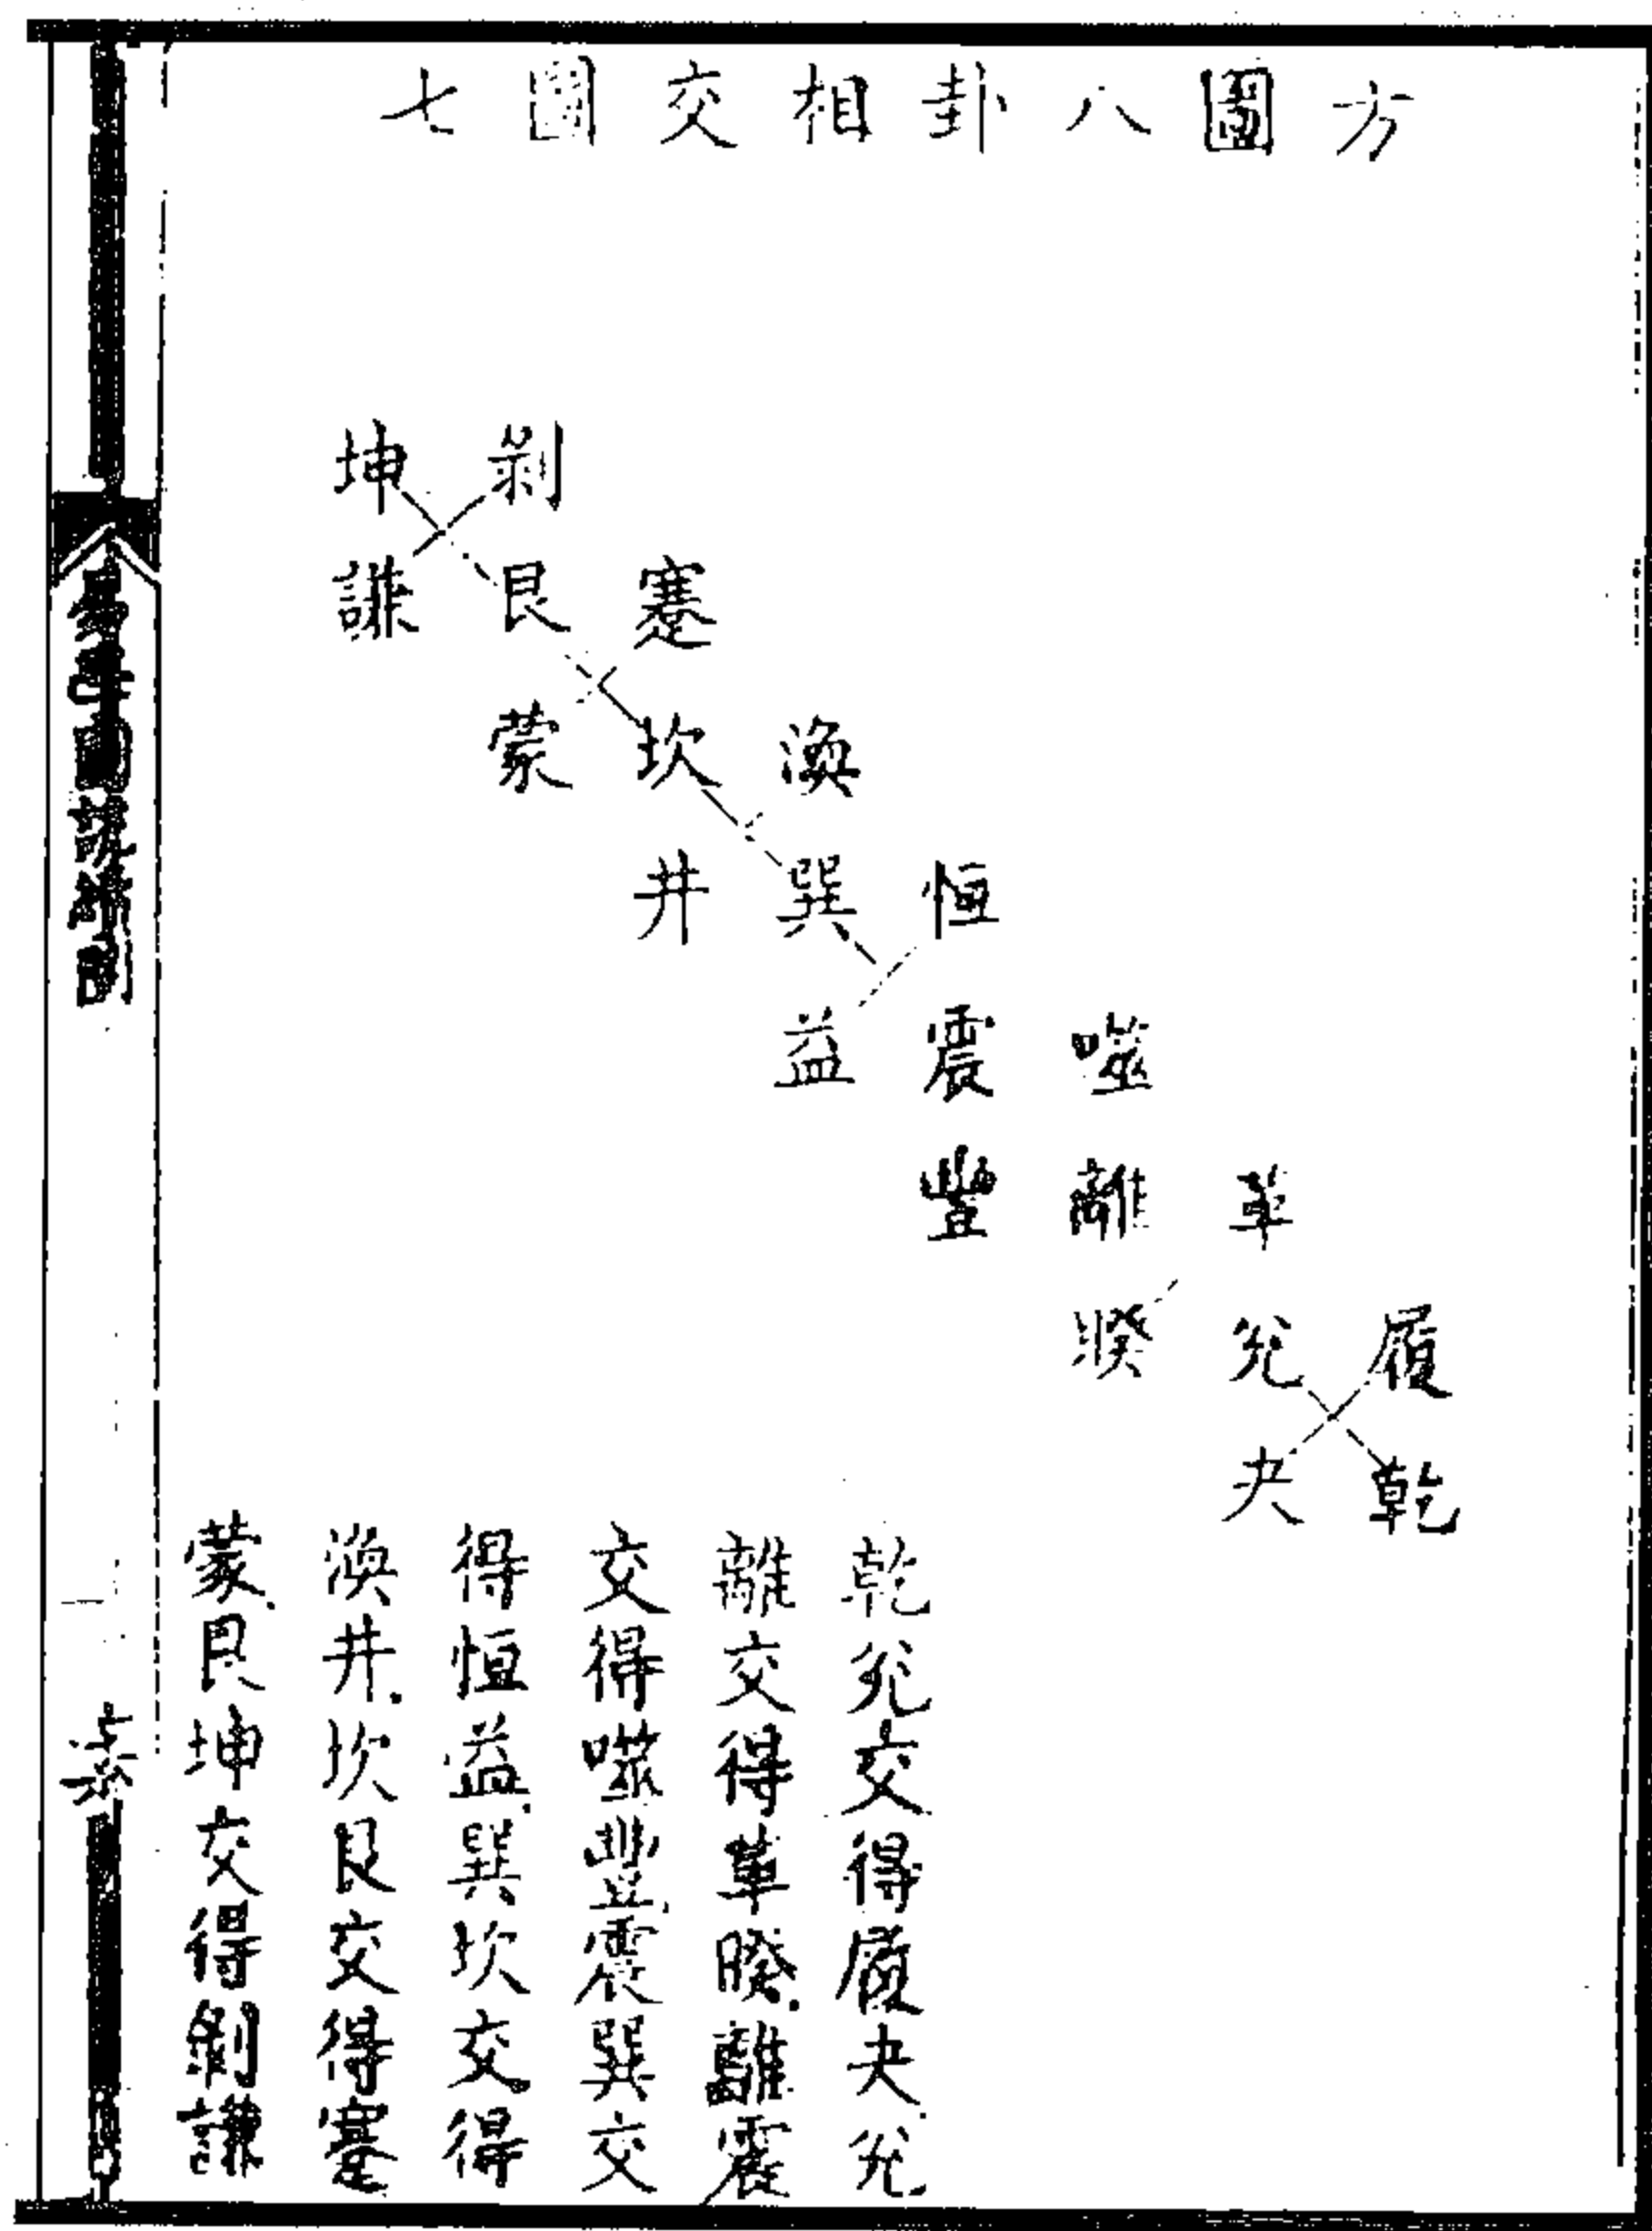 方圖八卦相交圖七
坤 剝
謙 艮 蹇
蒙 坎 渙
井 巽 恒
益 震 噬
豐 離 革
睽 兌 履
夬 乾
乾兌交得履夬兌
離交得革睽離震
交得噬豐震巽交
得恒益巽坎交得
渙井坎艮交得蹇
蒙艮坤交得剝謙